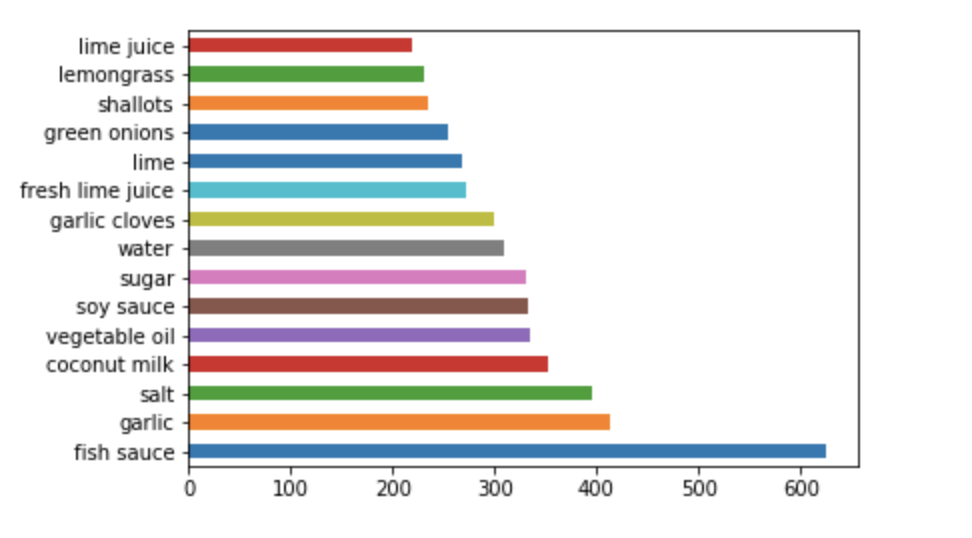 lime juice
lemongrass
shallots
green onions
lime
fresh lime juice
garlic cloves
water
sugar
soy sauce
vegetable oil
coconut milk
salt
garlic
fish sauce
0 100 200 300 400 500 600